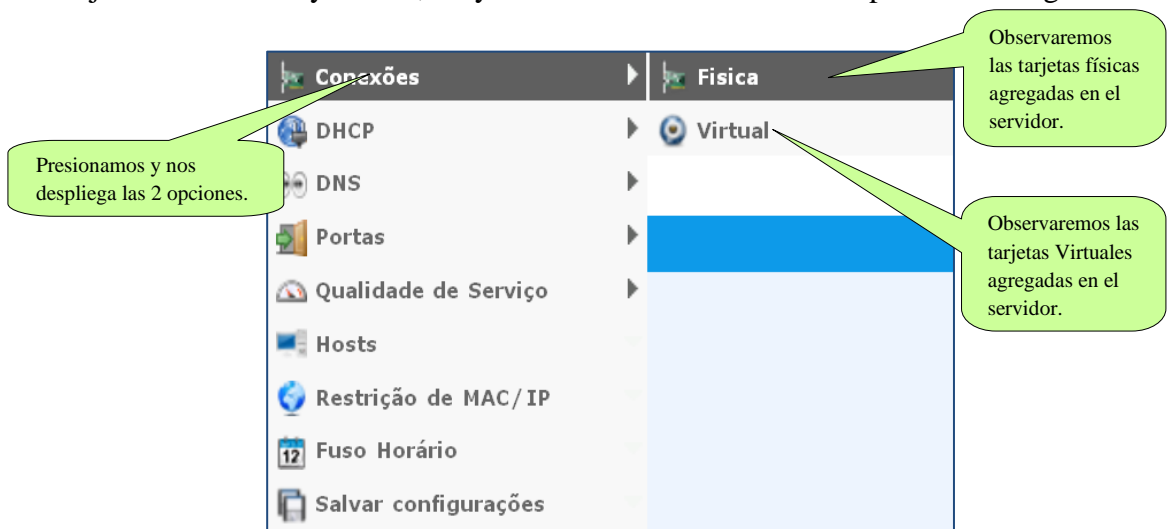 Conexões
Fisica
Observaremos
las tarjetas físicas
agregadas en el
servidor.
DHCP
Virtual
Presionamos y nos
despliega las 2 opciones.
DNS
Portas
Observaremos las
tarjetas Virtuales
agregadas en el
servidor.
Qualidade de Serviço
Hosts
Restrição de MAC/IP
12
Fuso Horário
Salvar configurações